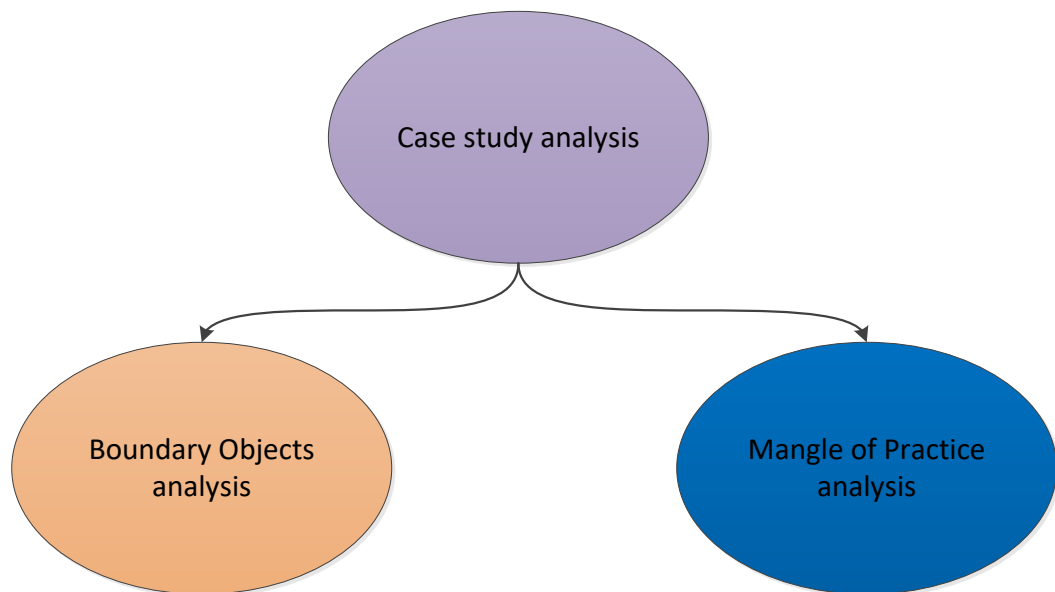 Case study analysis
Boundary Objects
analysis
Mangle of Practice
analysis